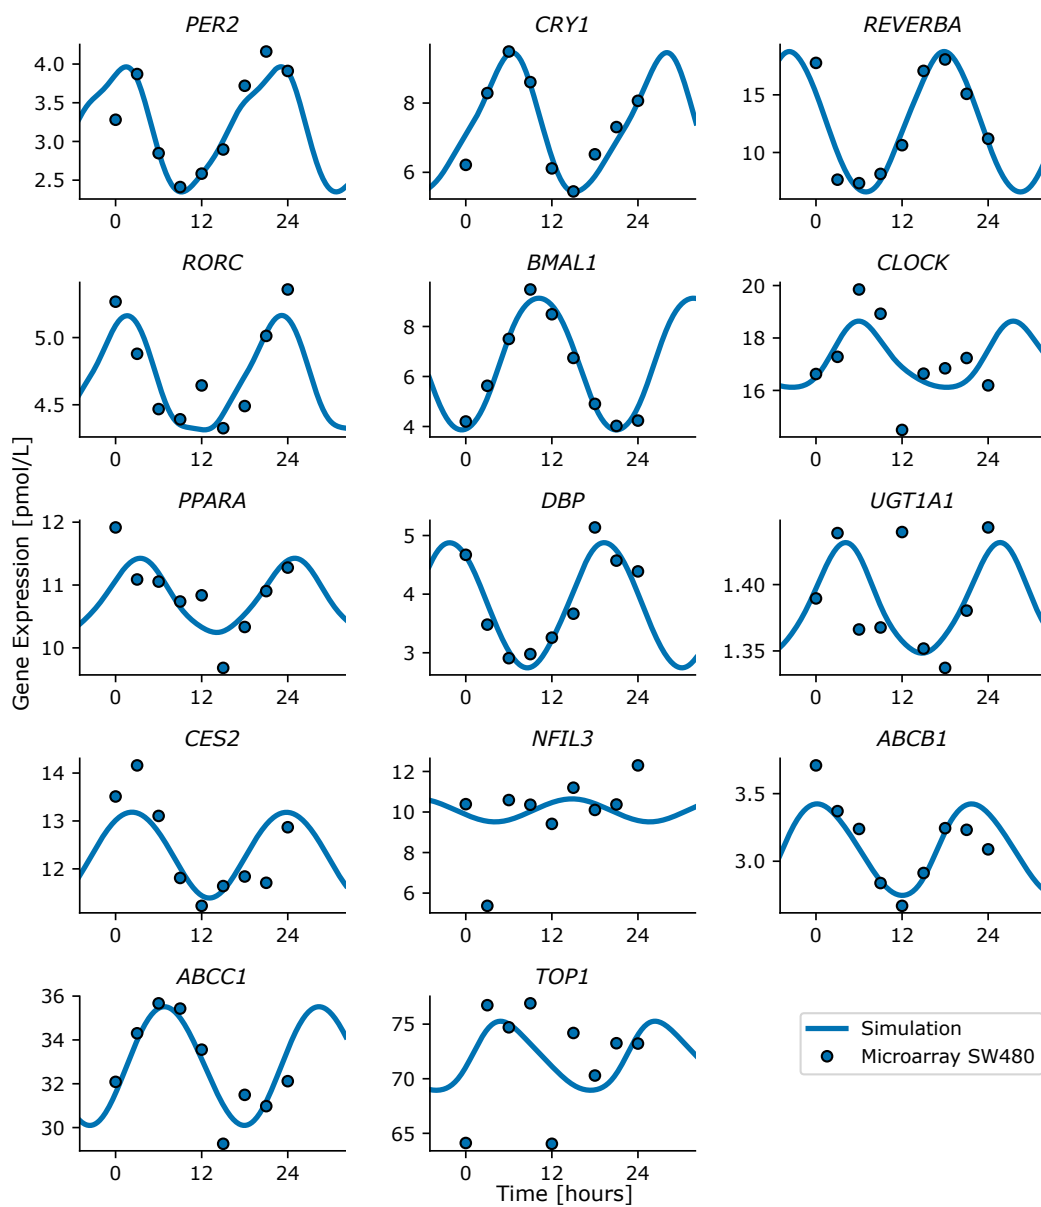 PER2
CRY1
REVERBA
4.0
3.5
3.0
2.5
0 12 24
8
6
0 12 24
15
10
0 12 24
RORC
BMAL1
CLOCK
5.0
4.5
0 12 24
8
6
4
0 12 24
20
18
16
0 12 24
Gene Expression [pmol/L]
PPARA
DBP
UGT1A1
12
11
10
0 12 24
5
4
3
0 12 24
1.40
1.35
0 12 24
CES2
NFIL3
ABCB1
14
13
12
0 12 24
12
10
8
6
0 12 24
3.5
3.0
0 12 24
ABCC1
TOP1
36
34
32
30
0 12 24
75
70
65
0 12 24
Time [hours]
Simulation
Microarray SW480